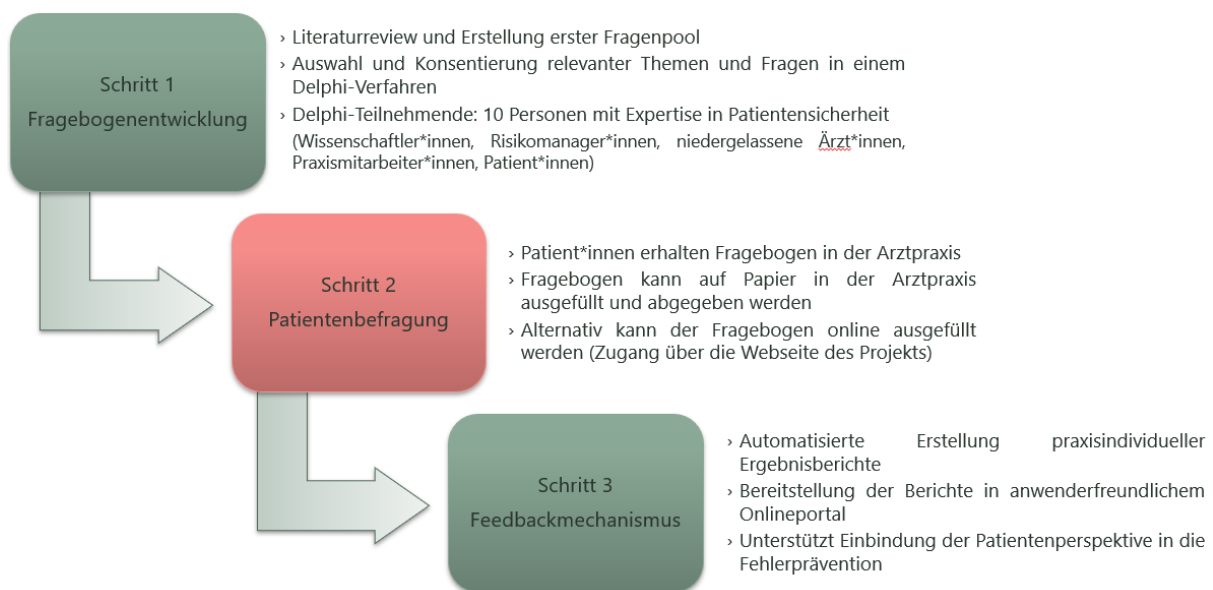 Schritt 1
Fragebogenentwicklung
› Literaturreview und Erstellung erster Fragenpool
› Auswahl und Konsentierung relevanter Themen und Fragen in einem
Delphi-Verfahren
› Delphi-Teilnehmende: 10 Personen mit Expertise in Patientensicherheit
(Wissenschaftler*innen, Risikomanager*innen, niedergelassene Ärzt*innen,
Praxismitarbeiter*innen, Patient*innen)
Schritt 2
Patientenbefragung
› Patient*innen erhalten Fragebogen in der Arztpraxis
› Fragebogen kann auf Papier in der Arztpraxis
ausgefüllt und abgegeben werden
› Alternativ kann der Fragebogen online ausgefüllt
werden (Zugang über die Webseite des Projekts)
Schritt 3
Feedbackmechanismus
› Automatisierte Erstellung praxisindividueller
Ergebnisberichte
› Bereitstellung der Berichte in anwenderfreundlichem
Onlineportal
› Unterstützt Einbindung der Patientenperspektive in die
Fehlerprävention